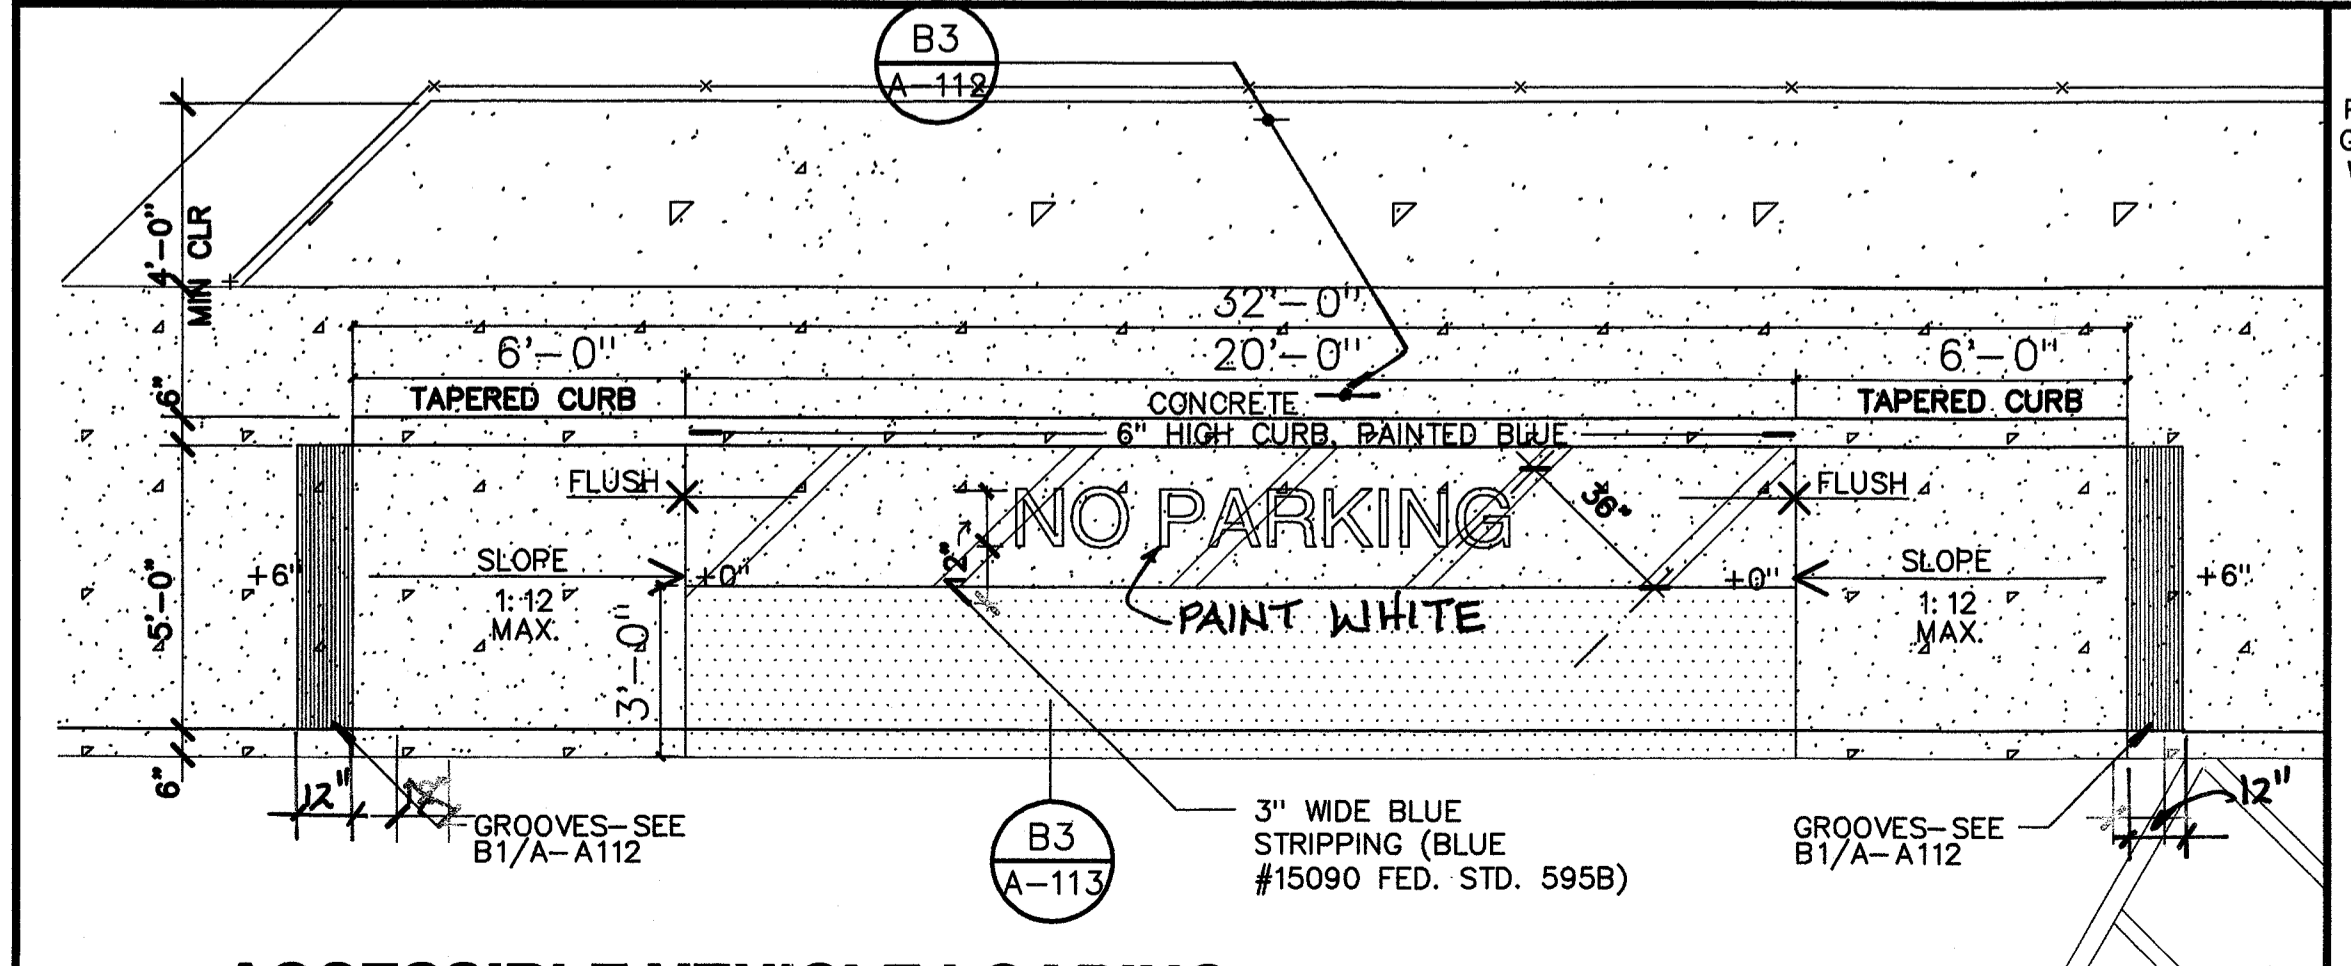 B3
A-112
4'-0"
MIN CLR
32'-0"
6'-0"
20'-0"
6'-0"
6"
TAPERED CURB
CONCRETE
TAPERED CURB
6" HIGH CURB, PAINTED BLUE
FLUSH
NO PARKING
36"
FLUSH
12"
SLOPE
+6"
+0"
1:12
MAX.
+0"
SLOPE
+6"
1:12
MAX.
5'-0"
3'-0"
PAINT WHITE
6"
12"
12"
GROOVES-SEE
B1/A-A112
B3
A-113
3" WIDE BLUE
STRIPPING (BLUE
#15090 FED. STD. 595B)
GROOVES-SEE
B1/A-A112